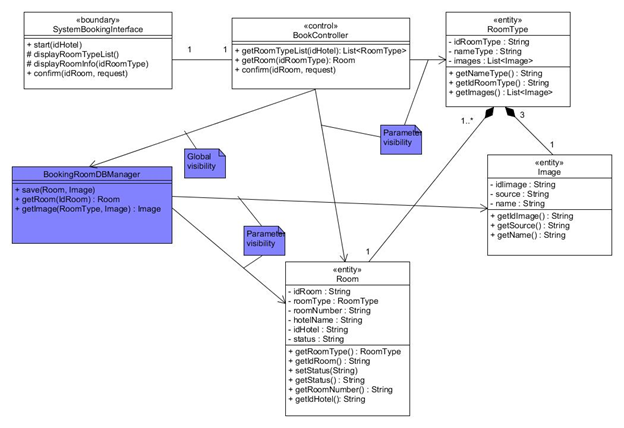 «boundary»
SystemBookingInterface
+ start(idHotel)
# displayRoomTypeList()
# displayRoomInfo(idRoomType)
+ confirm(idRoom, request)
1
1
«control»
BookController
+ getRoomTypeList(idHotel): List<RoomType>
+ getRoom(idRoomType): Room
+ confirm(idRoom, request)
«entity»
RoomType
- idRoomType : String
- nameType : String
- images : List<Image>
+ getNameType() : String
+ getIdRoomType() : String
+ getImages() : List<Image>
1..*
3
Parameter
visibility
Global
visibility
1
BookingRoomDBManager
+ save(Room, Image)
+ getRoom(IdRoom) : Room
+ getImage(RoomType, Image) : Image
«entity»
Image
- idIimage : String
- source : String
- name : String
+ getIdImage() : String
+ getSource() : String
+ getName() : String
Parameter
visibility
1
«entity»
Room
- idRoom : String
- roomType : RoomType
- roomNumber : String
- hotelName : String
- idHotel : String
- status : String
+ getRoomType() : RoomType
+ getIdRoom() : String
+ setStatus(String)
+ getStatus() : String
+ getRoomNumber() : String
+ getIdHotel(): String